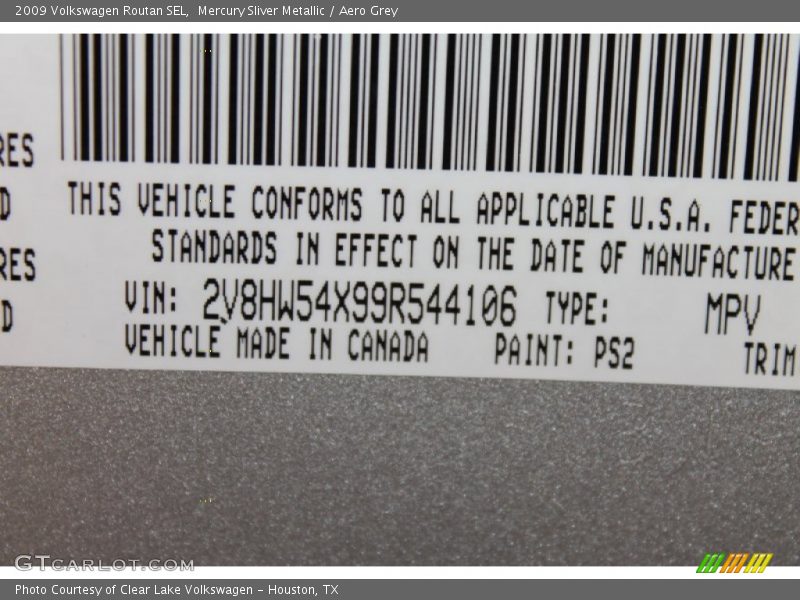 2009 Volkswagen Routan SEL, Mercury Sliver Metallic / Aero Grey
RES
D
RES
D
THIS VEHICLE CONFORMS TO ALL APPLICABLE U.S.A. FEDER
STANDARDS IN EFFECT ON THE DATE OF MANUFACTURE
VIN: 2V8HW54X99R544106 TYPE: MPV
VEHICLE MADE IN CANADA PAINT: PS2 TRIM
GTCARLOT.COM
Photo Courtesy of Clear Lake Volkswagen - Houston, TX